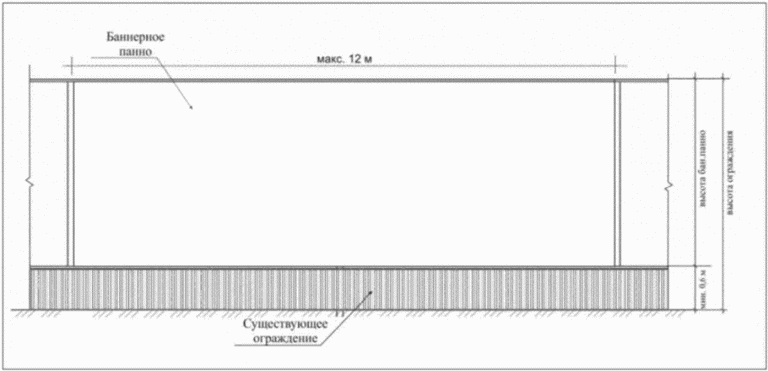 Баннерное
панно
макс. 12 м
высота бан.панно
высота ограждения
мин. 0,6 м
Существующее
ограждение